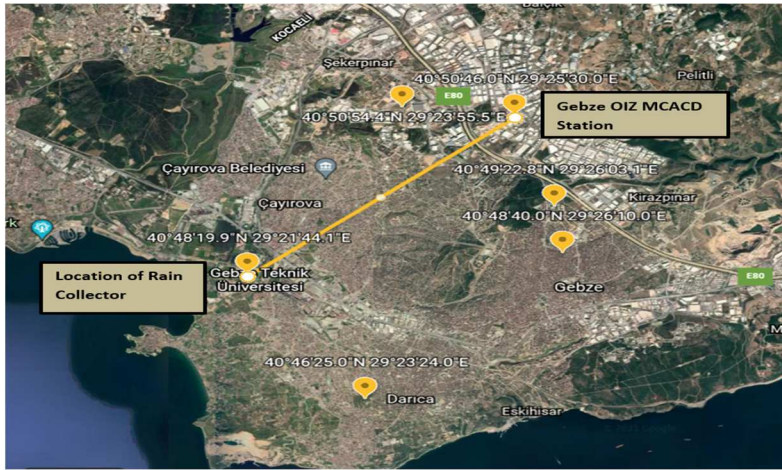 Balçık
KOCAELİ
Şekerpınar
40°50'46.0"N 29°25'30.0"E
Pelitli
E80
40°50'54.4"N 29°23'55.5"E
Gebze OIZ MCACD
Station
Çayırova Belediyesi
40°49'22.8"N 29°26'03.1"E
Kirazpınar
Çayırova
40°48'40.0"N 29°26'10.0"E
rk
40°48'19.9"N 29°21'44.1"E
Location of Rain
Collector
Gebze Teknik
Üniversitesi
E80
Gebze
M
40°46'25.0"N 29°23'24.0"E
Darıca
Eskihisar